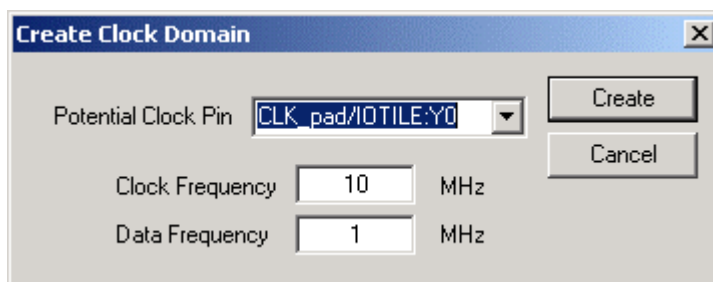 Create Clock Domain
Potential Clock Pin CLK_pad/IOTILE:Y0 Create
Cancel
Clock Frequency 10 MHz
Data Frequency 1 MHz